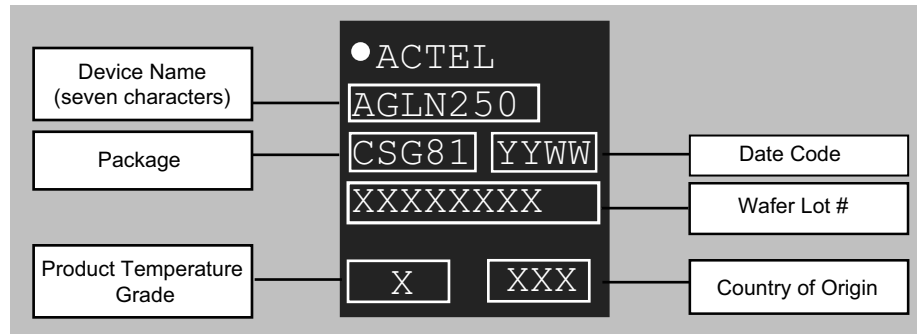 ACTEL
Device Name
(seven characters)
AGLN250
Package
CSG81 YYWW
Date Code
XXXXXXXX
Wafer Lot #
Product Temperature
Grade
X XXX
Country of Origin